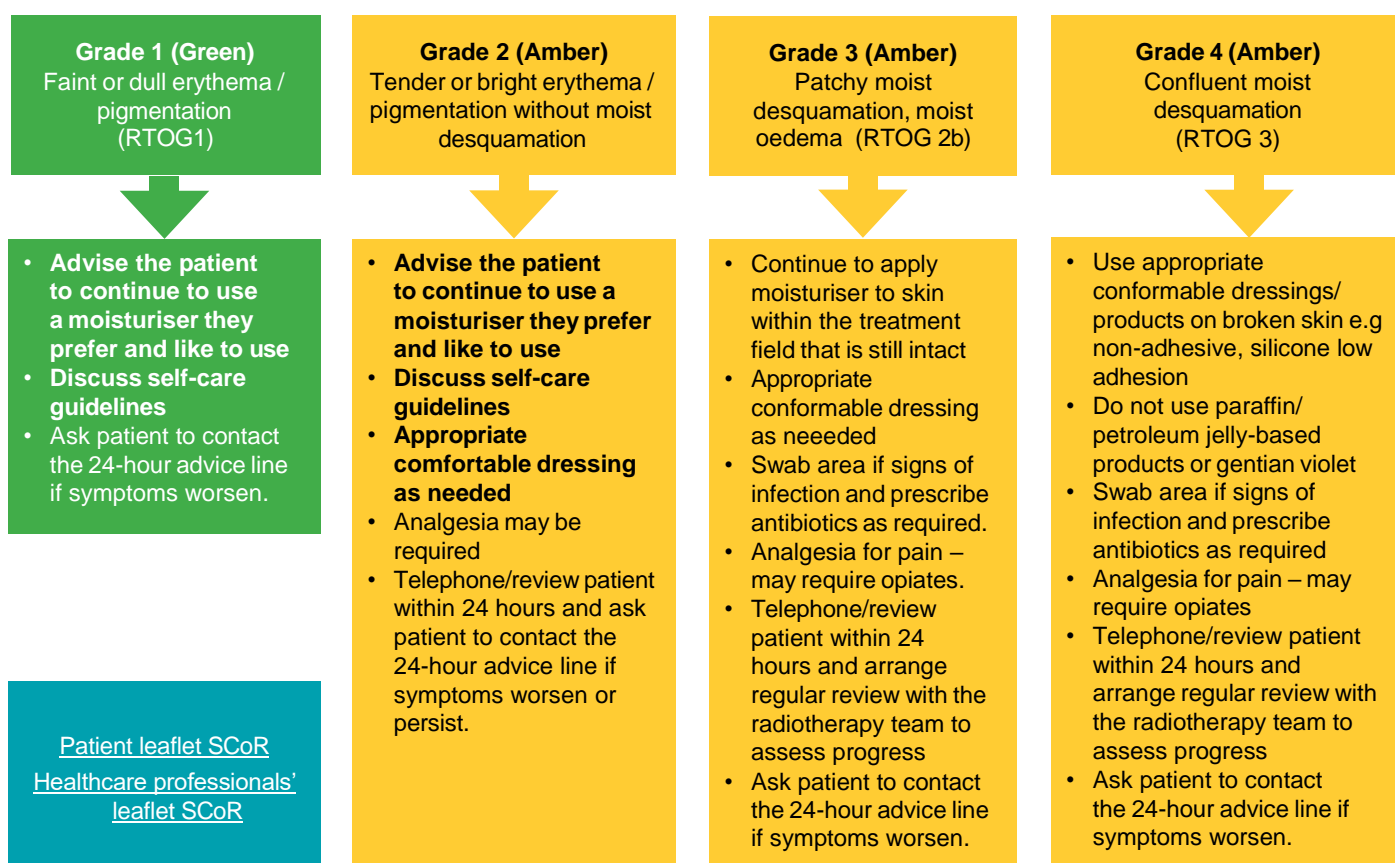 Grade 1 (Green)
Faint or dull erythema /
pigmentation
(RTOG1)
• Advise the patient
to continue to use
a moisturiser they
prefer and like to use
• Discuss self-care
guidelines
• Ask patient to contact
the 24-hour advice line
if symptoms worsen.
Patient leaflet SCoR
Healthcare professionals'
leaflet SCoR
Grade 2 (Amber)
Tender or bright erythema /
pigmentation without moist
desquamation
• Advise the patient
to continue to use a
moisturiser they prefer
and like to use
• Discuss self-care
guidelines
• Appropriate
comfortable dressing
as needed
• Analgesia may be
required
• Telephone/review patient
within 24 hours and ask
patient to contact the
24-hour advice line if
symptoms worsen or
persist.
Grade 3 (Amber)
Patchy moist
desquamation, moist
oedema (RTOG 2b)
• Continue to apply
moisturiser to skin
within the treatment
field that is still intact
• Appropriate
conformable dressing
as neeeded
• Swab area if signs of
infection and prescribe
antibiotics as required.
• Analgesia for pain –
may require opiates.
• Telephone/review
patient within 24
hours and arrange
regular review with the
radiotherapy team to
assess progress
• Ask patient to contact
the 24-hour advice line
if symptoms worsen.
Grade 4 (Amber)
Confluent moist
desquamation
(RTOG 3)
• Use appropriate
conformable dressings/
products on broken skin e.g
non-adhesive, silicone low
adhesion
• Do not use paraffin/
petroleum jelly-based
products or gentian violet
• Swab area if signs of
infection and prescribe
antibiotics as required
• Analgesia for pain – may
require opiates
• Telephone/review patient
within 24 hours and
arrange regular review with
the radiotherapy team to
assess progress
• Ask patient to contact
the 24-hour advice line if
symptoms worsen.